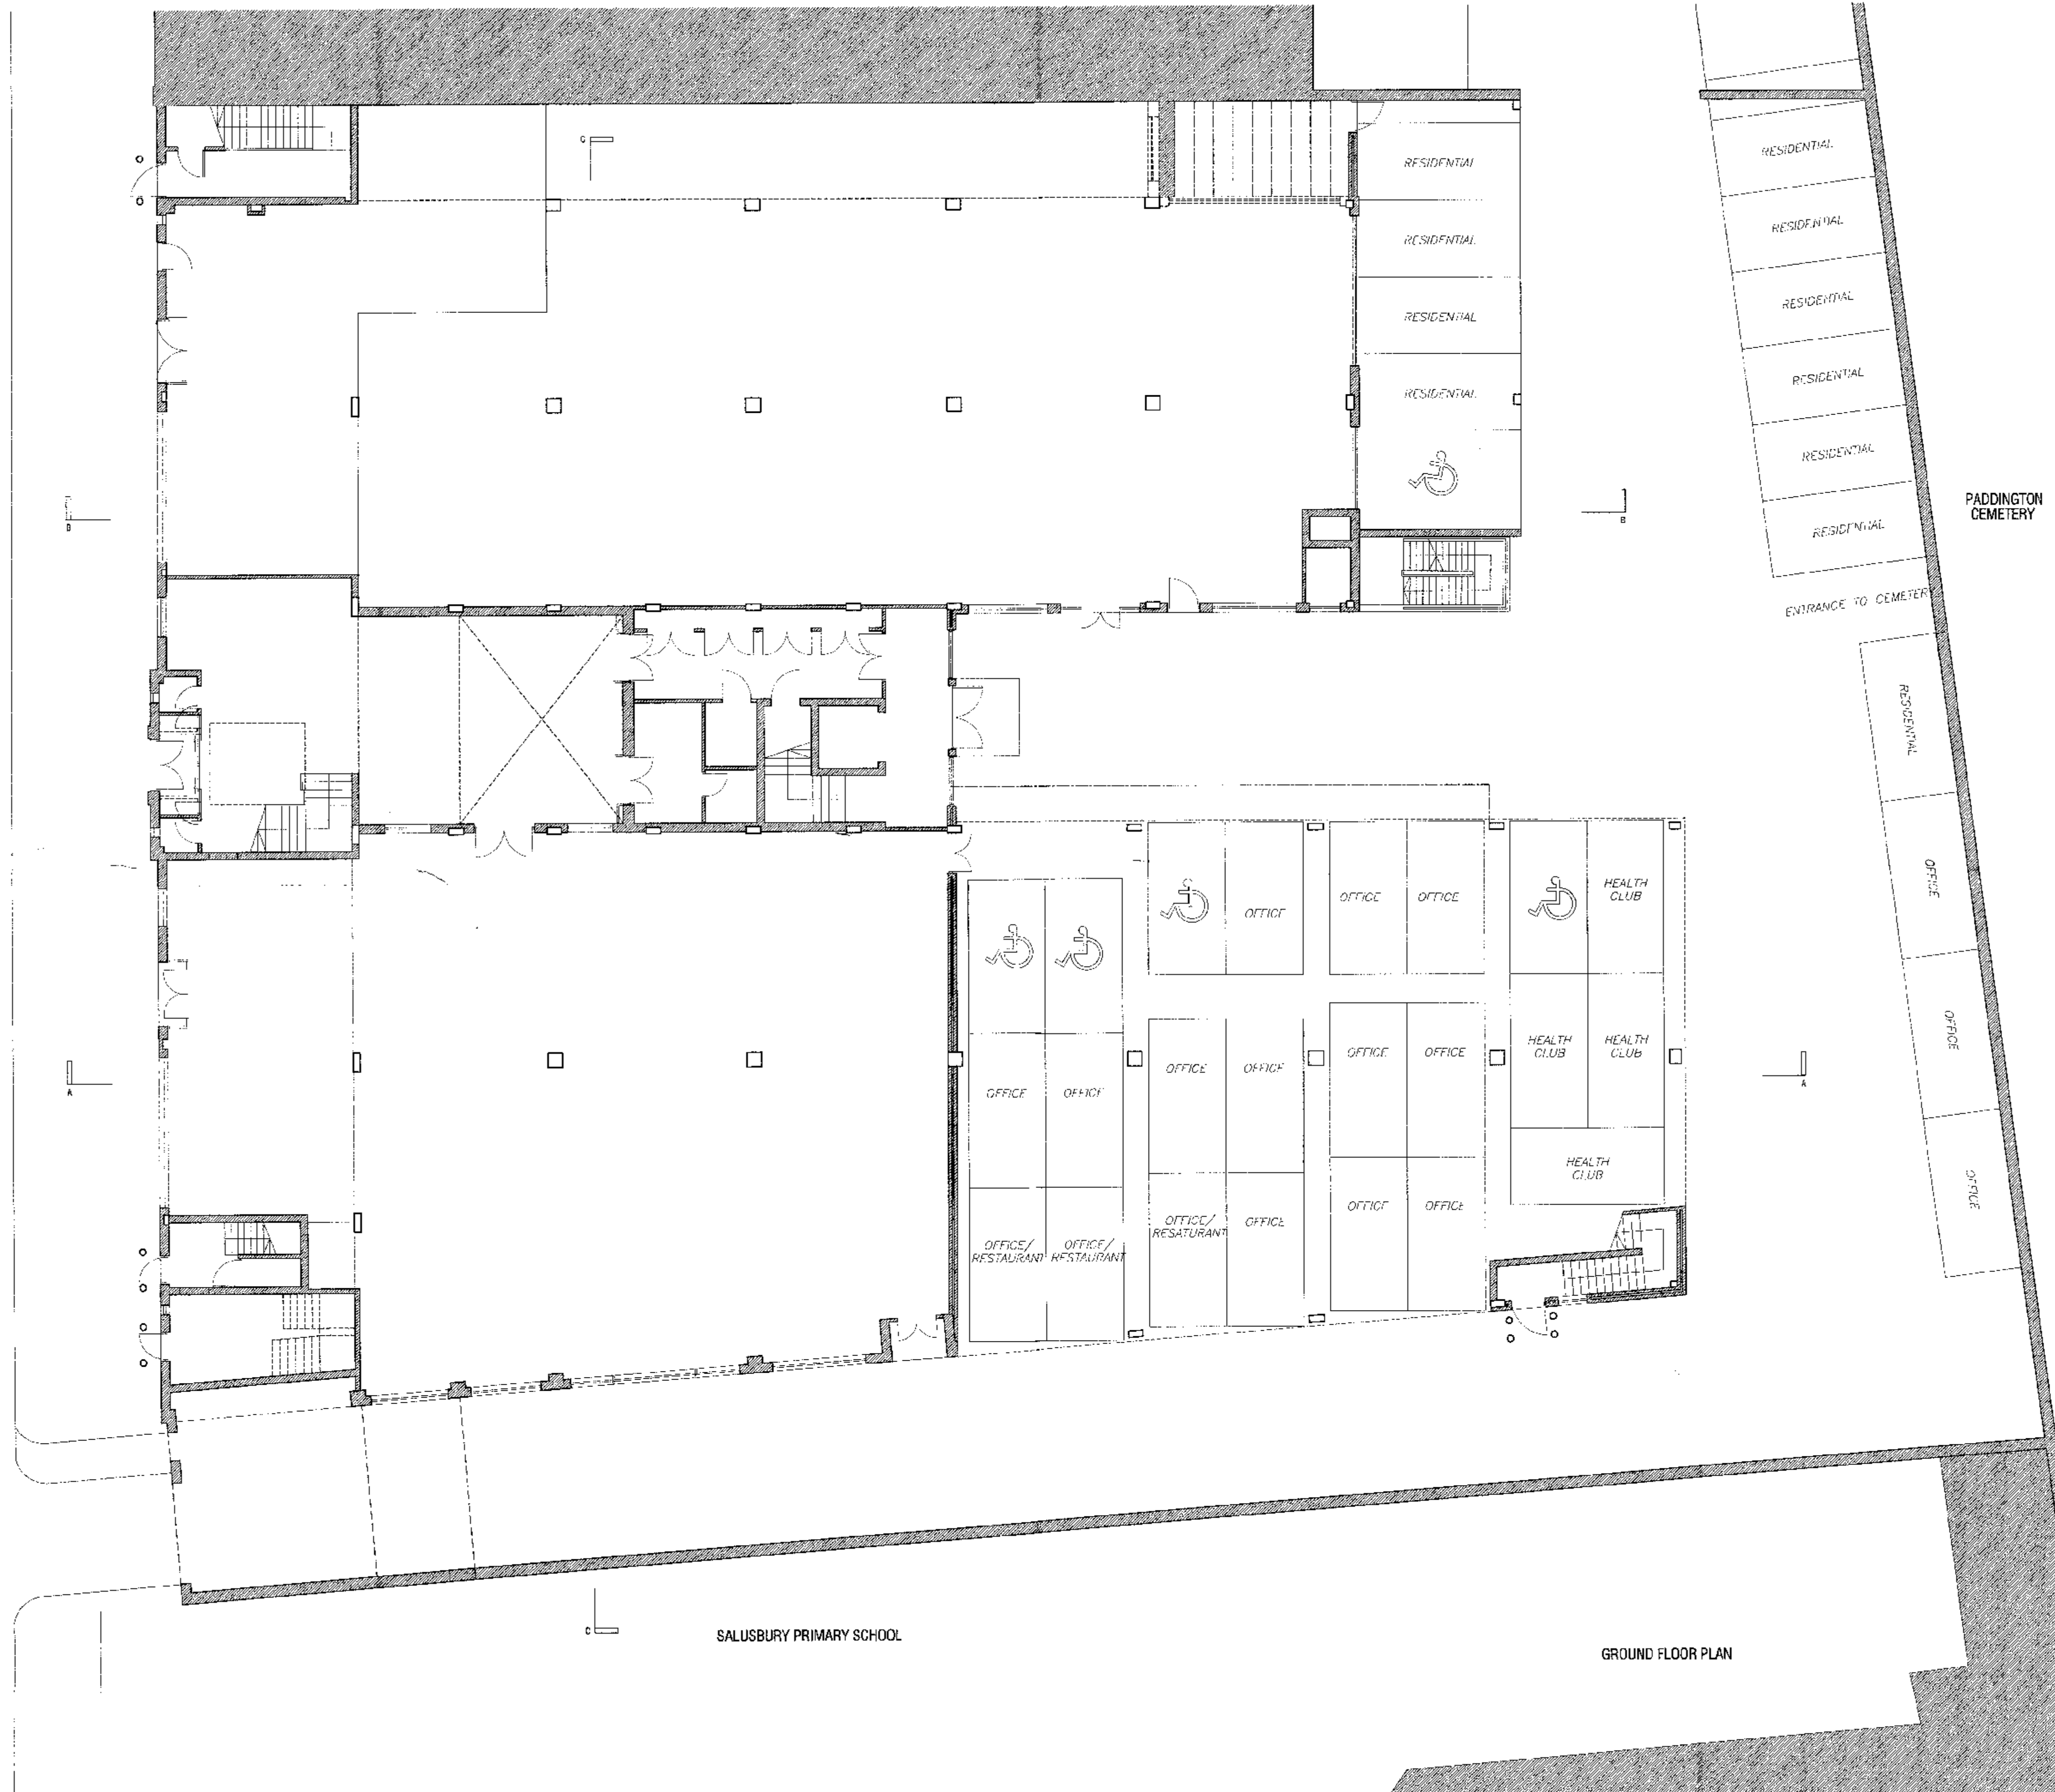 C
RESIDENTIAL
RESIDENTIAL
RESIDENTIAL
RESIDENTIAL
RESIDENTIAL
RESIDENTIAL
RESIDENTIAL
RESIDENTIAL
RESIDENTIAL
RESIDENTIAL
PADDINGTON
CEMETERY
B
B
ENTRANCE TO CEMETERY
RESIDENTIAL
OFFICE
OFFICE
OFFICE
HEALTH
CLUB
OFFICE
OFFICE
OFFICE
OFFICE
OFFICE
OFFICE
OFFICE
OFFICE
OFFICE
HEALTH
CLUB
HEALTH
CLUB
HEALTH
CLUB
A
A
OFFICE/
RESTAURANT
OFFICE/
RESTAURANT
OFFICE/
RESATURANT
OFFICE
OFFICE
OFFICE
C
SALUSBURY PRIMARY SCHOOL
GROUND FLOOR PLAN